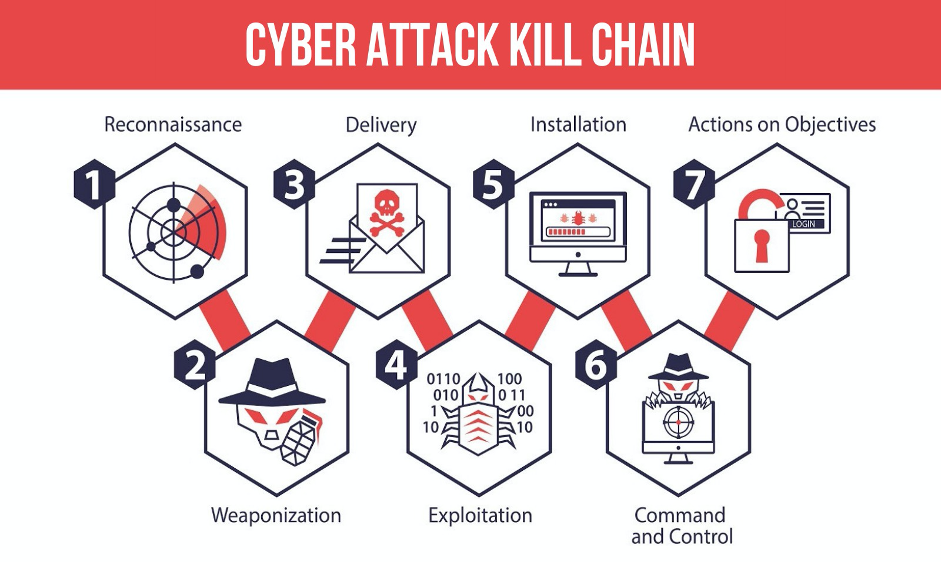 CYBER ATTACK KILL CHAIN
Reconnaissance
1
Weaponization
2
Delivery
3
Exploitation
4
0110 100
010 0 11
1 00
10 10
Installation
5
Command
and Control
6
Actions on Objectives
7
LOGIN